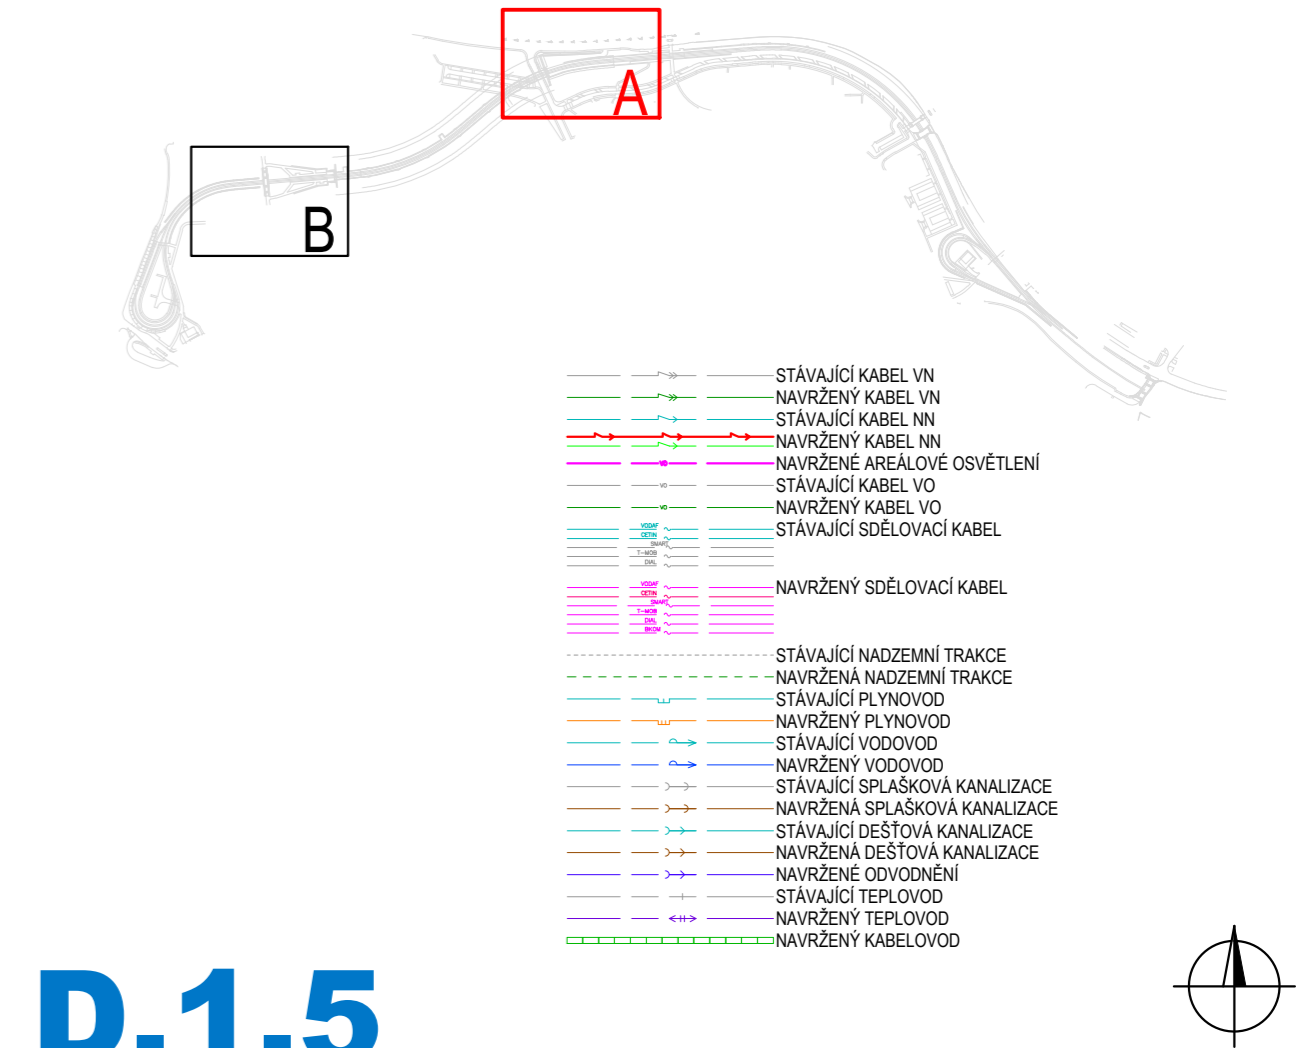 A
B
STÁVAJÍCÍ KABEL VN
NAVRŽENÝ KABEL VN
STÁVAJÍCÍ KABEL NN
NAVRŽENÝ KABEL NN
VO NAVRŽENÉ AREÁLOVÉ OSVĚTLENÍ
VO STÁVAJÍCÍ KABEL VO
VO NAVRŽENÝ KABEL VO
VODAF STÁVAJÍCÍ SDĚLOVACÍ KABEL
CETIN
SMART
T-MOB
DIAL
VODAF NAVRŽENÝ SDĚLOVACÍ KABEL
CETIN
SMART
T-MOB
DIAL
BKOM
STÁVAJÍCÍ NADZEMNÍ TRAKCE
NAVRŽENÁ NADZEMNÍ TRAKCE
STÁVAJÍCÍ PLYNOVOD
NAVRŽENÝ PLYNOVOD
STÁVAJÍCÍ VODOVOD
NAVRŽENÝ VODOVOD
STÁVAJÍCÍ SPLAŠKOVÁ KANALIZACE
NAVRŽENÁ SPLAŠKOVÁ KANALIZACE
STÁVAJÍCÍ DEŠŤOVÁ KANALIZACE
NAVRŽENÁ DEŠŤOVÁ KANALIZACE
NAVRŽENÉ ODVODNĚNÍ
STÁVAJÍCÍ TEPLOVOD
NAVRŽENÝ TEPLOVOD
NAVRŽENÝ KABELOVOD
D.1.5